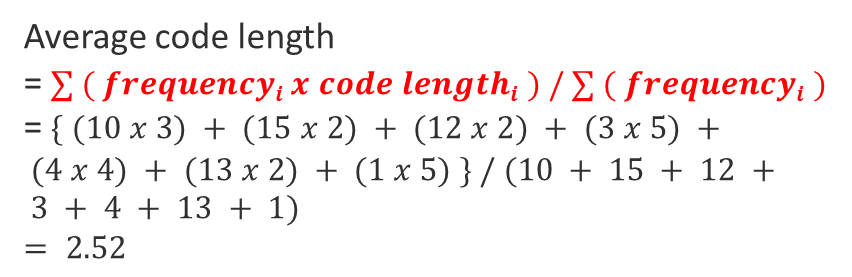 Average code length
= ∑ ( frequencyᵢ x code lengthᵢ ) / ∑ ( frequencyᵢ )
= { (10 x 3) + (15 x 2) + (12 x 2) + (3 x 5) +
(4 x 4) + (13 x 2) + (1 x 5) } / (10 + 15 + 12 +
3 + 4 + 13 + 1)
= 2.52